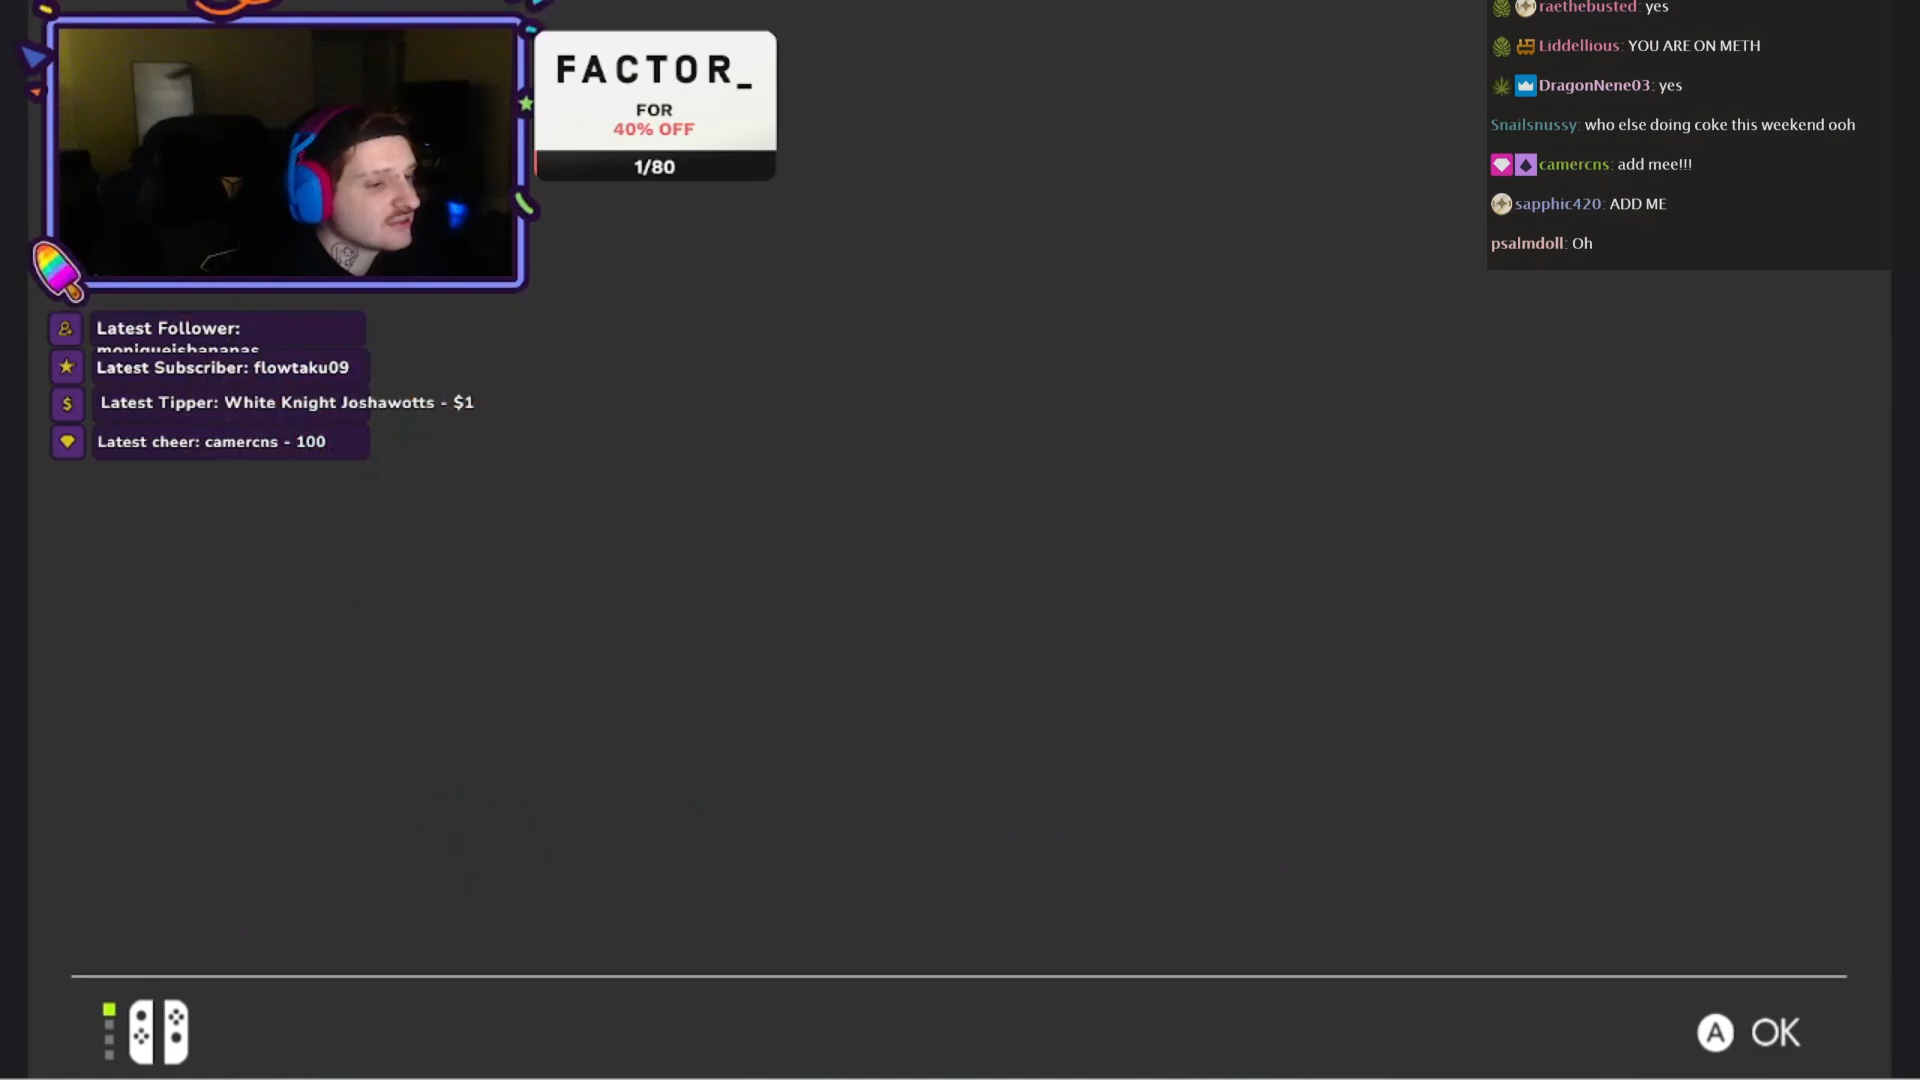 FACTOR_
FOR
40% OFF
1/80
Latest Follower:
moniqueisbananas
Latest Subscriber: flowtaku09
Latest Tipper: White Knight Joshawotts - $1
Latest cheer: camercns - 100
raethebusted: yes
Liddellious: YOU ARE ON METH
DragonNene03: yes
Snailsnussy: who else doing coke this weekend ooh
camercns: add mee!!!
sapphic420: ADD ME
psalmdoll: Oh
A OK